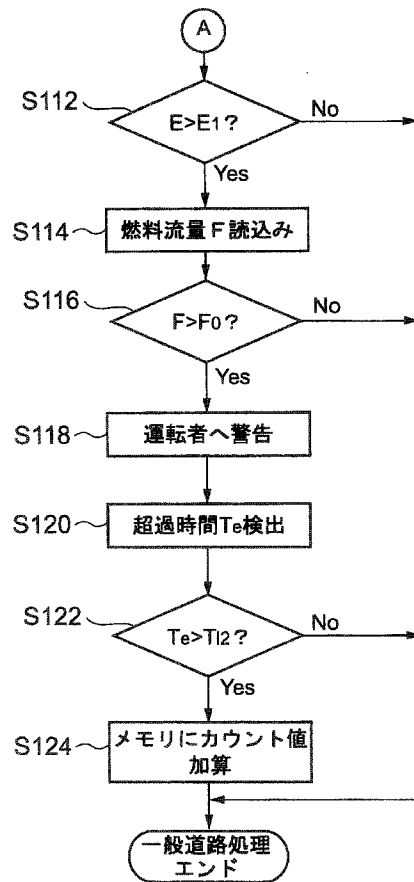 A
S112
E>E1?
No
Yes
S114
燃料流量F読込み
S116
F>F0?
No
Yes
S118
運転者へ警告
S120
超過時間Te検出
S122
Te>Tl2?
No
Yes
S124
メモリにカウント値
加算
一般道路処理
エンド